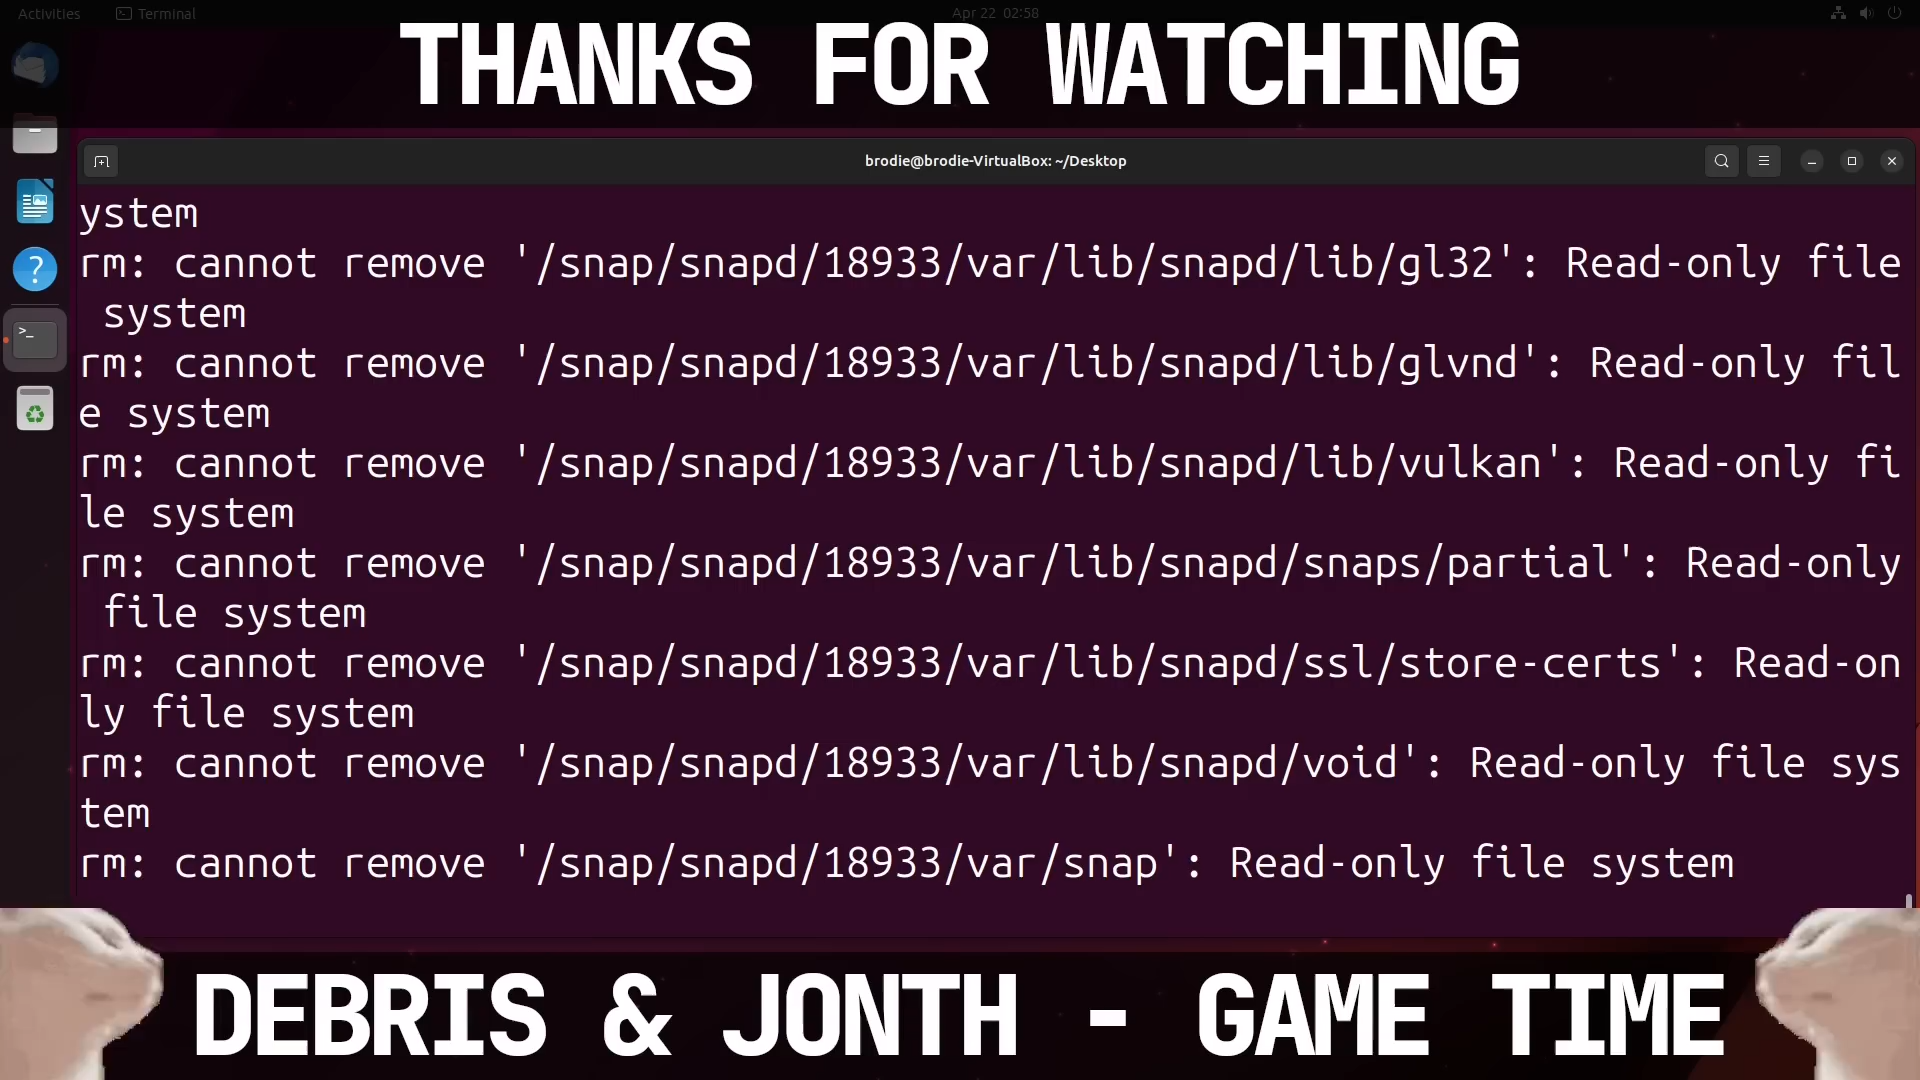 Activities Terminal Apr 22 02:58
THANKS FOR WATCHING
brodie@brodie-VirtualBox: ~/Desktop
ystem
rm: cannot remove '/snap/snapd/18933/var/lib/snapd/lib/gl32': Read-only file
 system
rm: cannot remove '/snap/snapd/18933/var/lib/snapd/lib/glvnd': Read-only fil
e system
rm: cannot remove '/snap/snapd/18933/var/lib/snapd/lib/vulkan': Read-only fi
le system
rm: cannot remove '/snap/snapd/18933/var/lib/snapd/snaps/partial': Read-only
 file system
rm: cannot remove '/snap/snapd/18933/var/lib/snapd/ssl/store-certs': Read-on
ly file system
rm: cannot remove '/snap/snapd/18933/var/lib/snapd/void': Read-only file sys
tem
rm: cannot remove '/snap/snapd/18933/var/snap': Read-only file system
DEBRIS & JONTH - GAME TIME